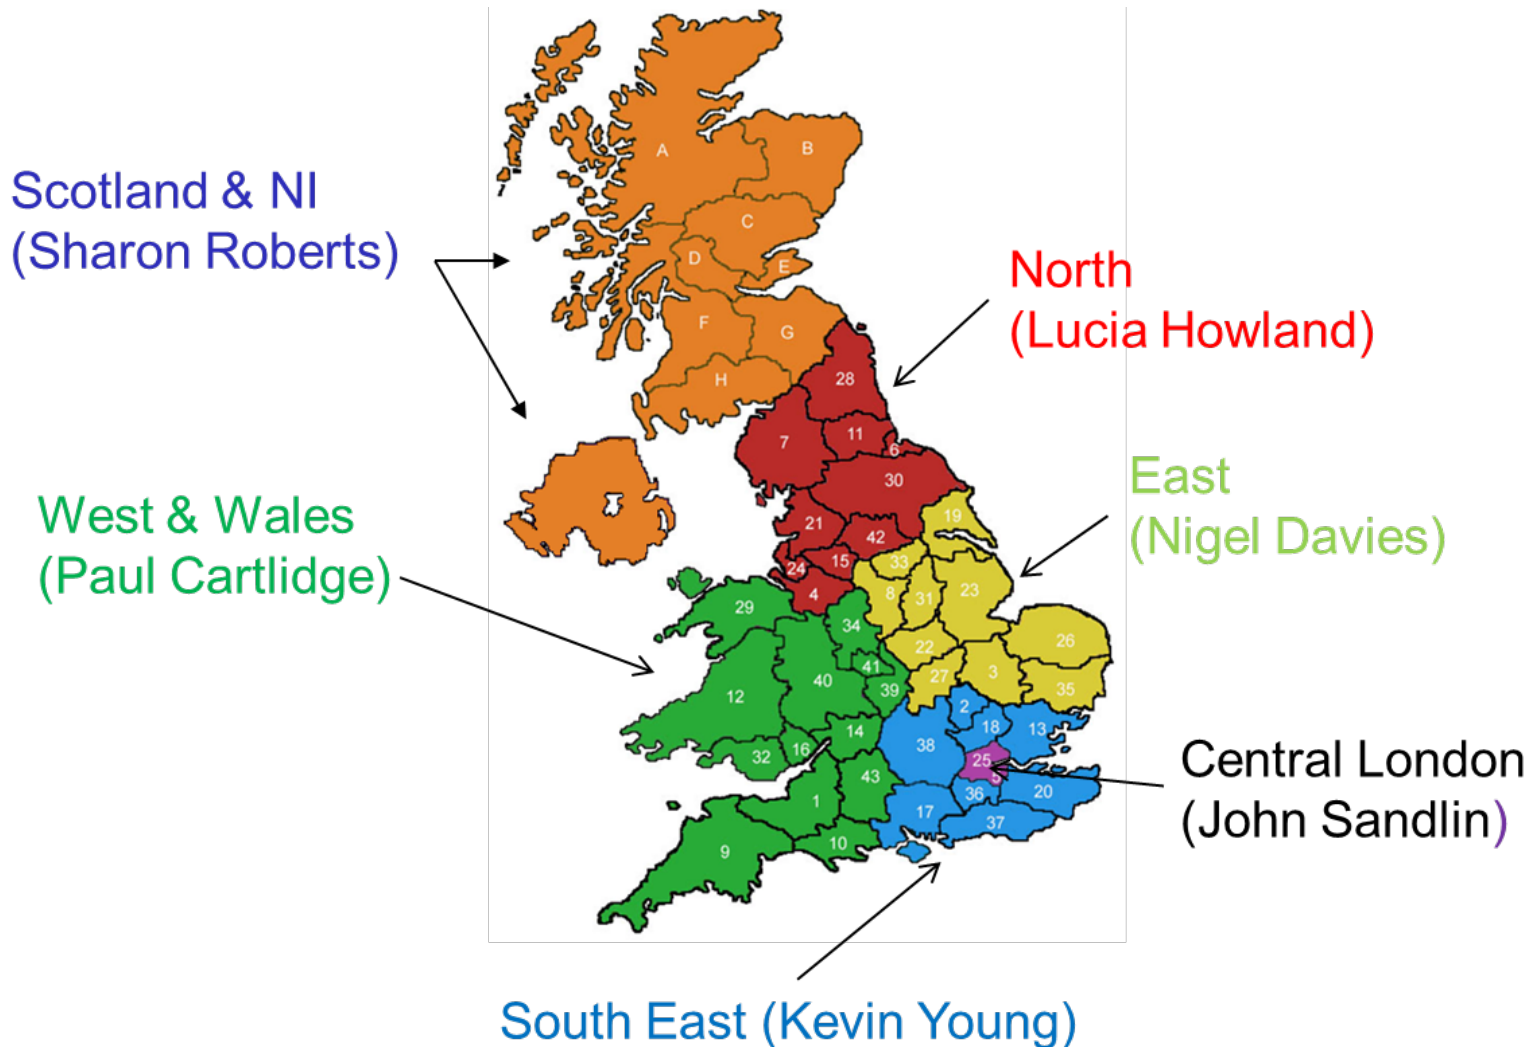 Scotland & NI
(Sharon Roberts)
North
(Lucia Howland)
East
(Nigel Davies)
West & Wales
(Paul Cartlidge)
Central London
(John Sandlin)
South East (Kevin Young)
A
B
C
D
E
F
G
H
28
7
11
6
30
19
21
42
33
24
15
4
8
31
23
29
34
22
26
41
27
3
35
40
39
12
2
18
13
14
38
32
16
25
5
43
36
20
1
17
37
10
9